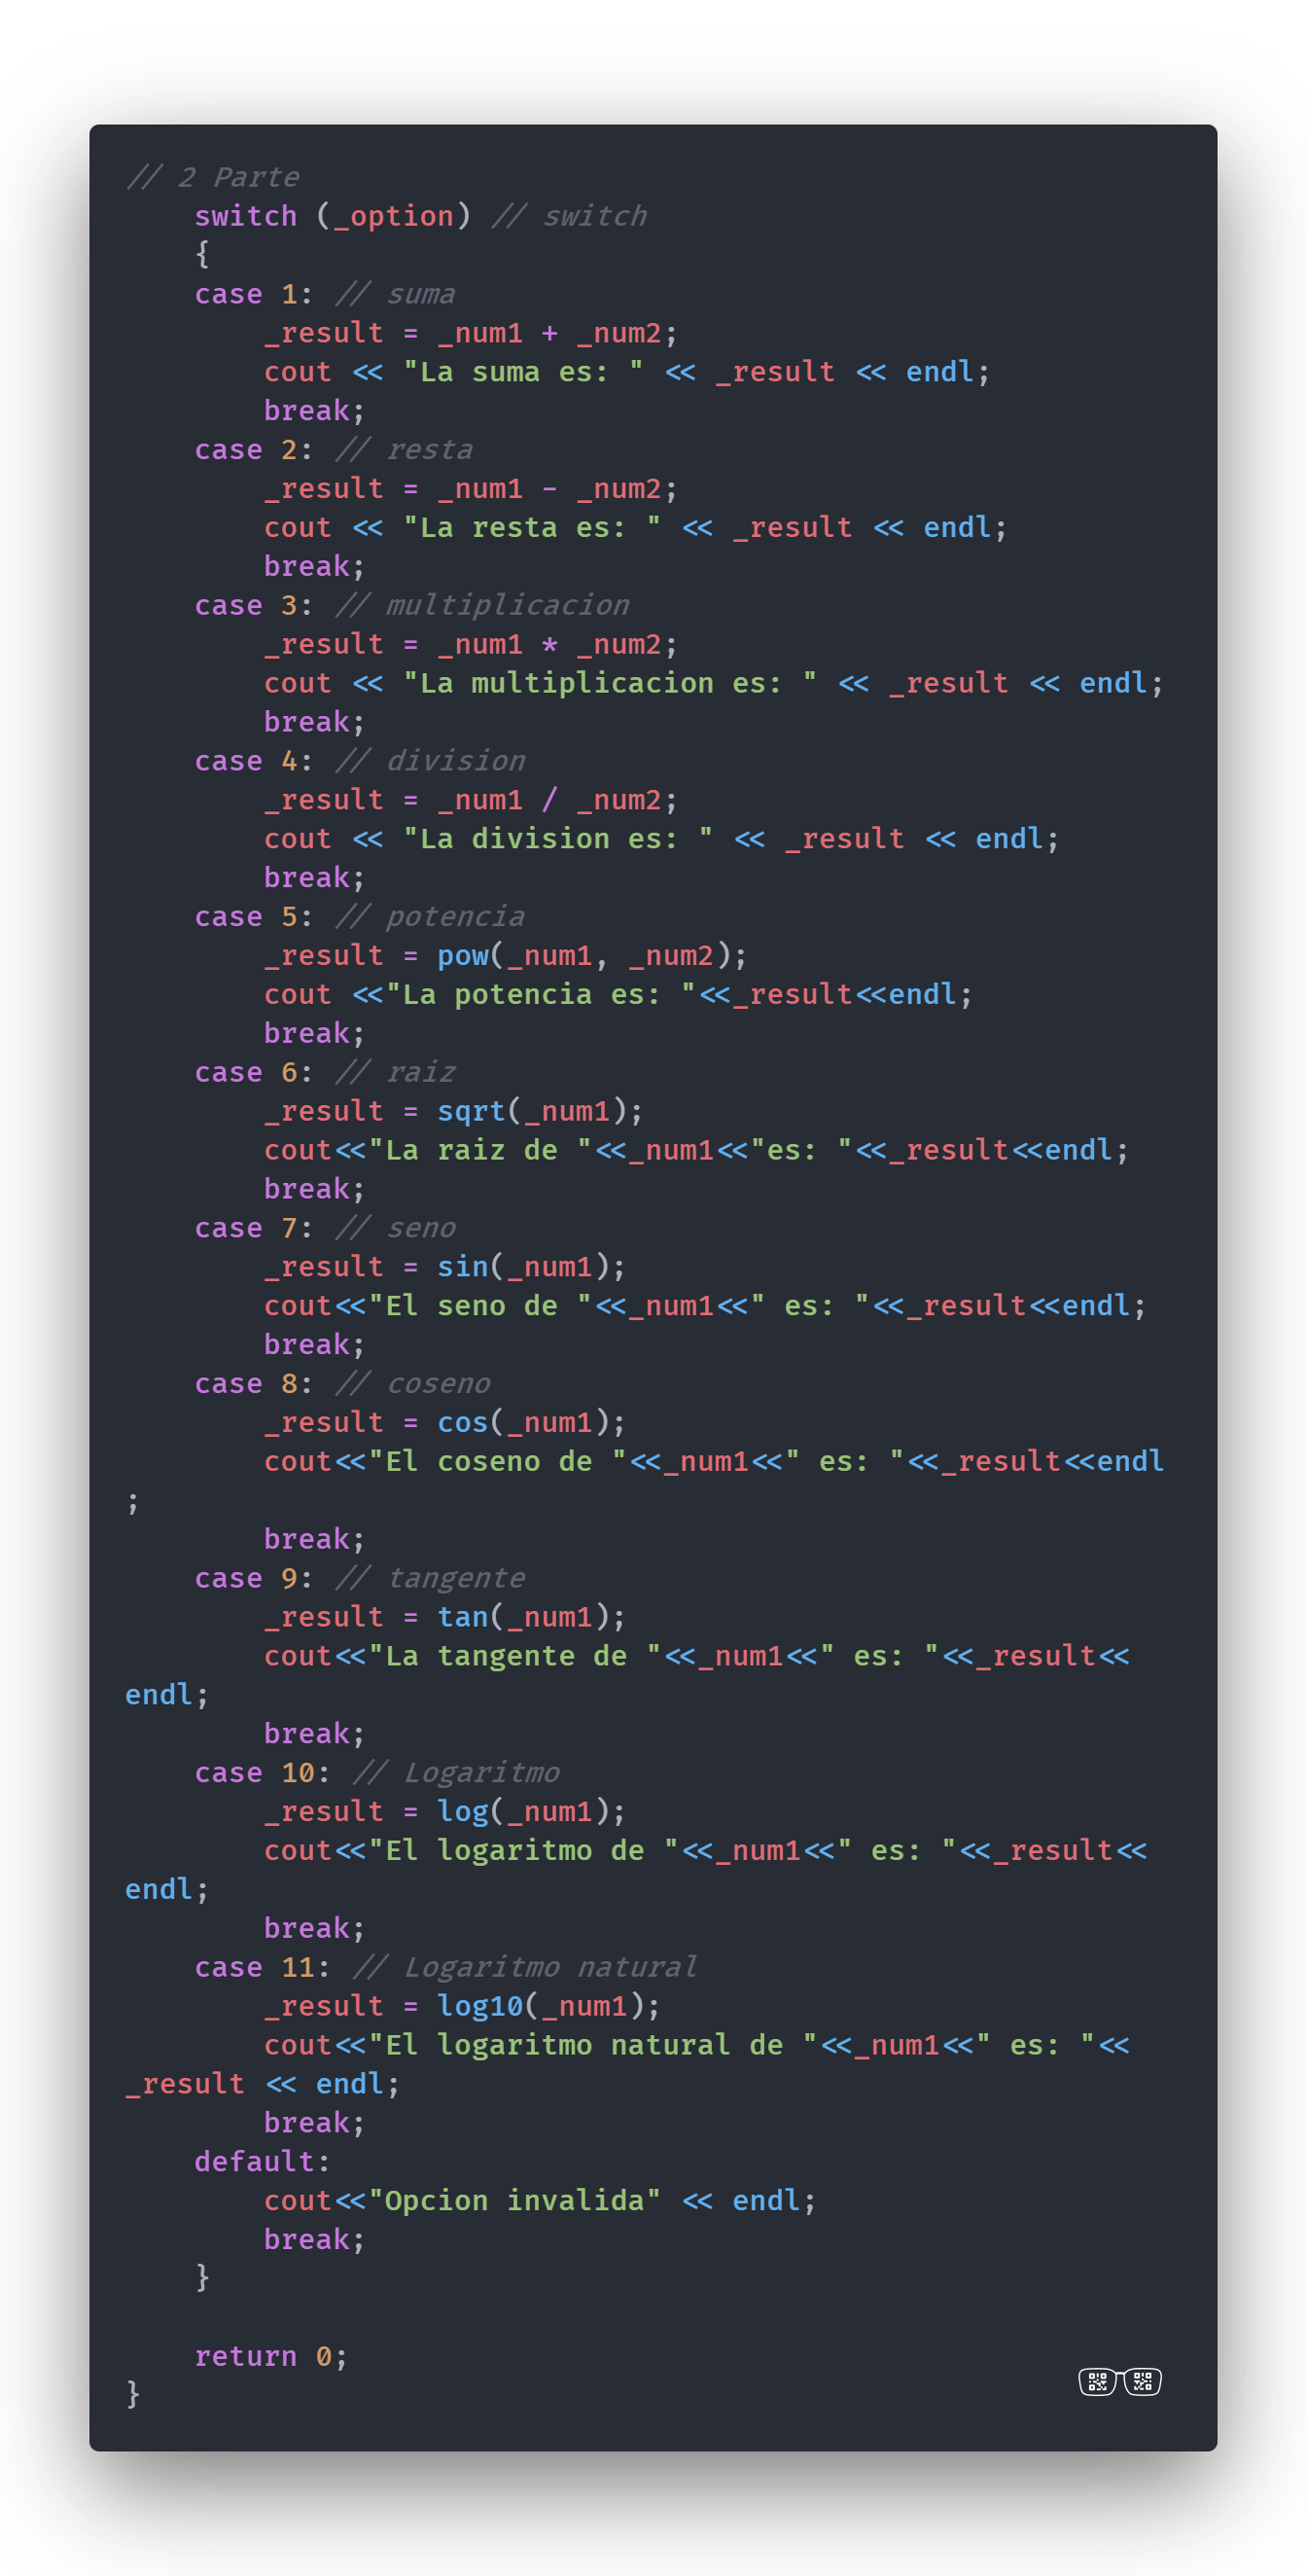 // 2 Parte
    switch (_option) // switch
    {
    case 1: // suma
        _result = _num1 + _num2;
        cout << "La suma es: " << _result << endl;
        break;
    case 2: // resta
        _result = _num1 - _num2;
        cout << "La resta es: " << _result << endl;
        break;
    case 3: // multiplicacion
        _result = _num1 * _num2;
        cout << "La multiplicacion es: " << _result << endl;
        break;
    case 4: // division
        _result = _num1 / _num2;
        cout << "La division es: " << _result << endl;
        break;
    case 5: // potencia
        _result = pow(_num1, _num2);
        cout <<"La potencia es: "<<_result<<endl;
        break;
    case 6: // raiz
        _result = sqrt(_num1);
        cout<<"La raiz de "<<_num1<<"es: "<<_result<<endl;
        break;
    case 7: // seno
        _result = sin(_num1);
        cout<<"El seno de "<<_num1<<" es: "<<_result<<endl;
        break;
    case 8: // coseno
        _result = cos(_num1);
        cout<<"El coseno de "<<_num1<<" es: "<<_result<<endl
;
        break;
    case 9: // tangente
        _result = tan(_num1);
        cout<<"La tangente de "<<_num1<<" es: "<<_result<<
endl;
        break;
    case 10: // Logaritmo
        _result = log(_num1);
        cout<<"El logaritmo de "<<_num1<<" es: "<<_result<<
endl;
        break;
    case 11: // Logaritmo natural
        _result = log10(_num1);
        cout<<"El logaritmo natural de "<<_num1<<" es: "<<
_result << endl;
        break;
    default:
        cout<<"Opcion invalida" << endl;
        break;
    }

    return 0;
}